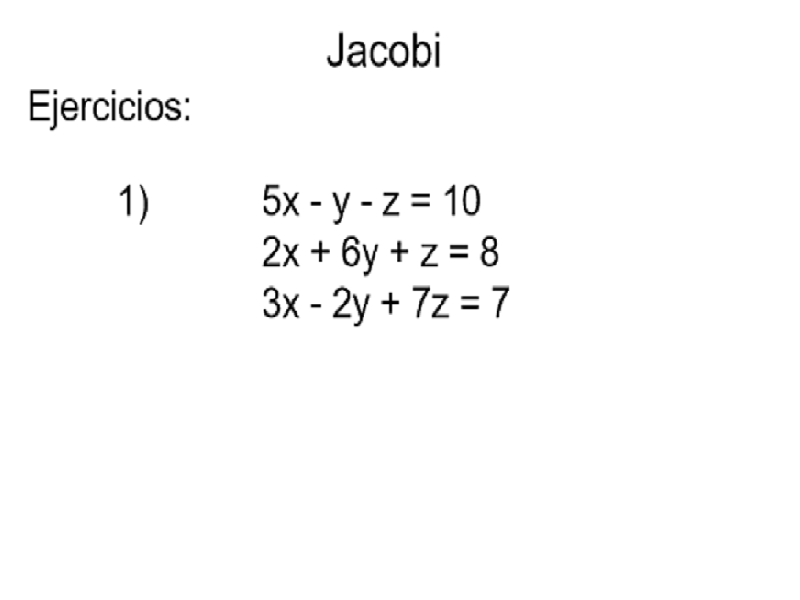 Jacobi
Ejercicios:
1) 5x - y - z = 10
2x + 6y + z = 8
3x - 2y + 7z = 7